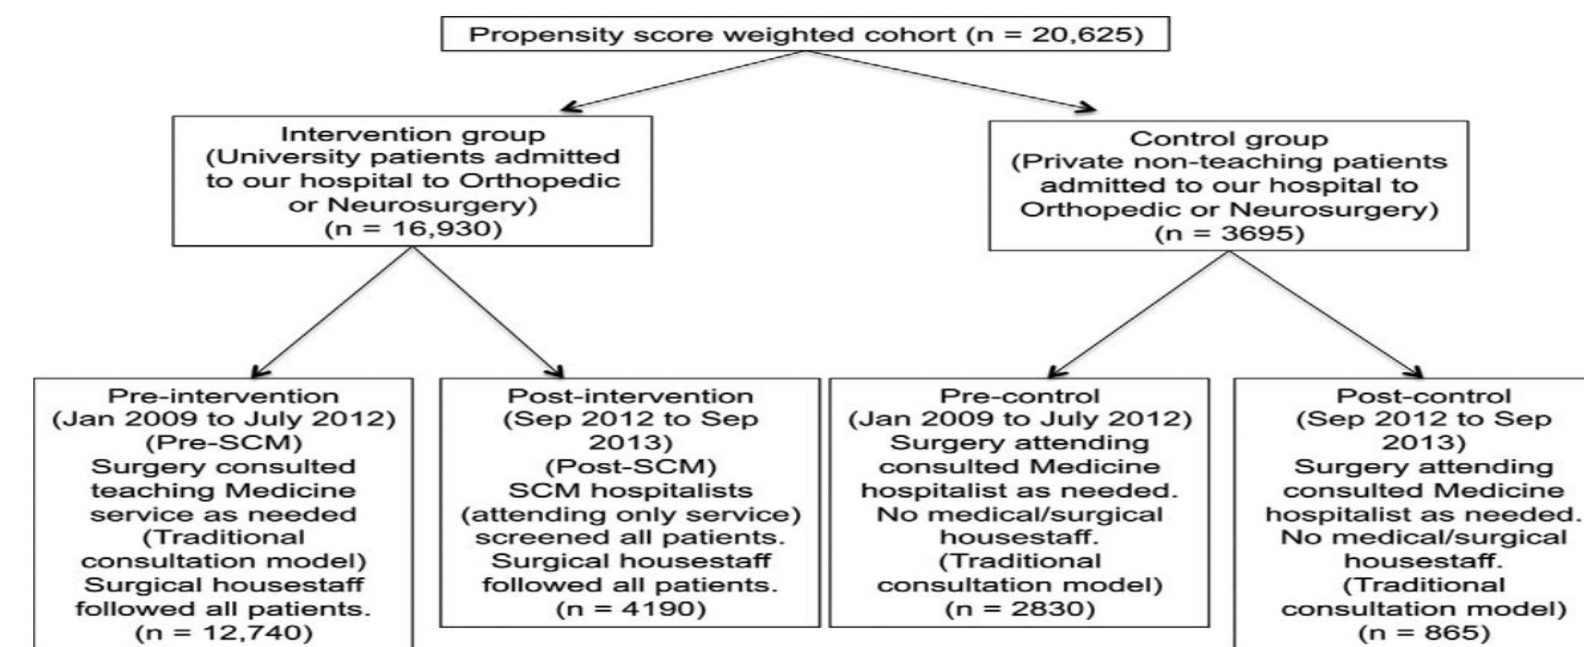 Propensity score weighted cohort (n = 20,625)
Intervention group
(University patients admitted
to our hospital to Orthopedic
or Neurosurgery)
(n = 16,930)
Control group
(Private non-teaching patients
admitted to our hospital to
Orthopedic or Neurosurgery)
(n = 3695)
Pre-intervention
(Jan 2009 to July 2012)
(Pre-SCM)
Surgery consulted
teaching Medicine
service as needed
(Traditional
consultation model)
Surgical housestaff
followed all patients.
(n = 12,740)
Post-intervention
(Sep 2012 to Sep
2013)
(Post-SCM)
SCM hospitalists
(attending only service)
screened all patients.
Surgical housestaff
followed all patients.
(n = 4190)
Pre-control
(Jan 2009 to July 2012)
Surgery attending
consulted Medicine
hospitalist as needed.
No medical/surgical
housestaff.
(Traditional
consultation model)
(n = 2830)
Post-control
(Sep 2012 to Sep
2013)
Surgery attending
consulted Medicine
hospitalist as needed.
No medical/surgical
housestaff.
(Traditional
consultation model)
(n = 865)